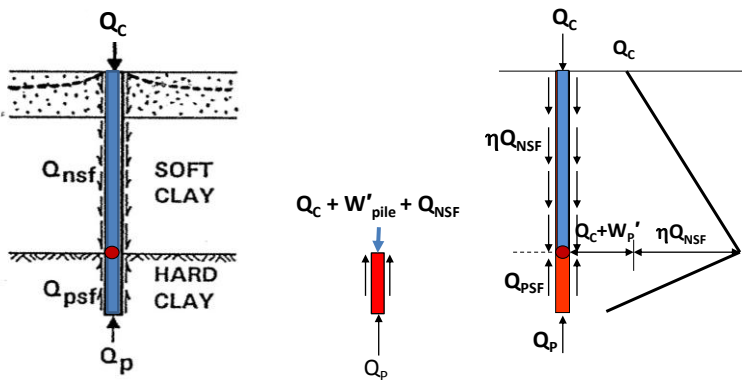 Q_C
Q_nsf
SOFT
CLAY
HARD
CLAY
Q_psf
Q_p
Q_C + W'_pile + Q_NSF
Q_P
Q_C
Q_C
ηQ_NSF
Q_C+W_P' ηQ_NSF
Q_PSF
Q_P